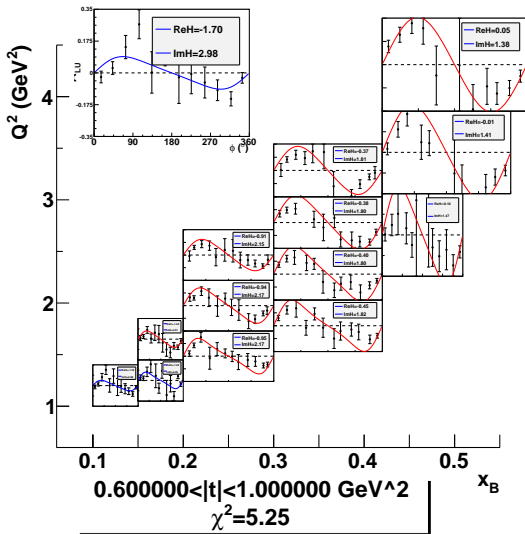 0.35
ReH=-1.70
ImH=2.98
0.175
0
-0.175
-0.35
0 90 180 270 360
ϕ (°)
LU
Q² (GeV²)
4
3
2
1
ReH=0.05
ImH=1.38
ReH=-0.01
ImH=1.41
ReH=-0.37
ImH=1.81
ReH=-0.38
ImH=1.80
ReH=-0.40
ImH=1.80
ReH=-0.45
ImH=1.82
ReH=-0.91
ImH=2.15
ReH=-0.94
ImH=2.17
ReH=-0.95
ImH=2.17
0.1 0.2 0.3 0.4 0.5
x_B
0.600000<|t|<1.000000 GeV^2
χ²=5.25